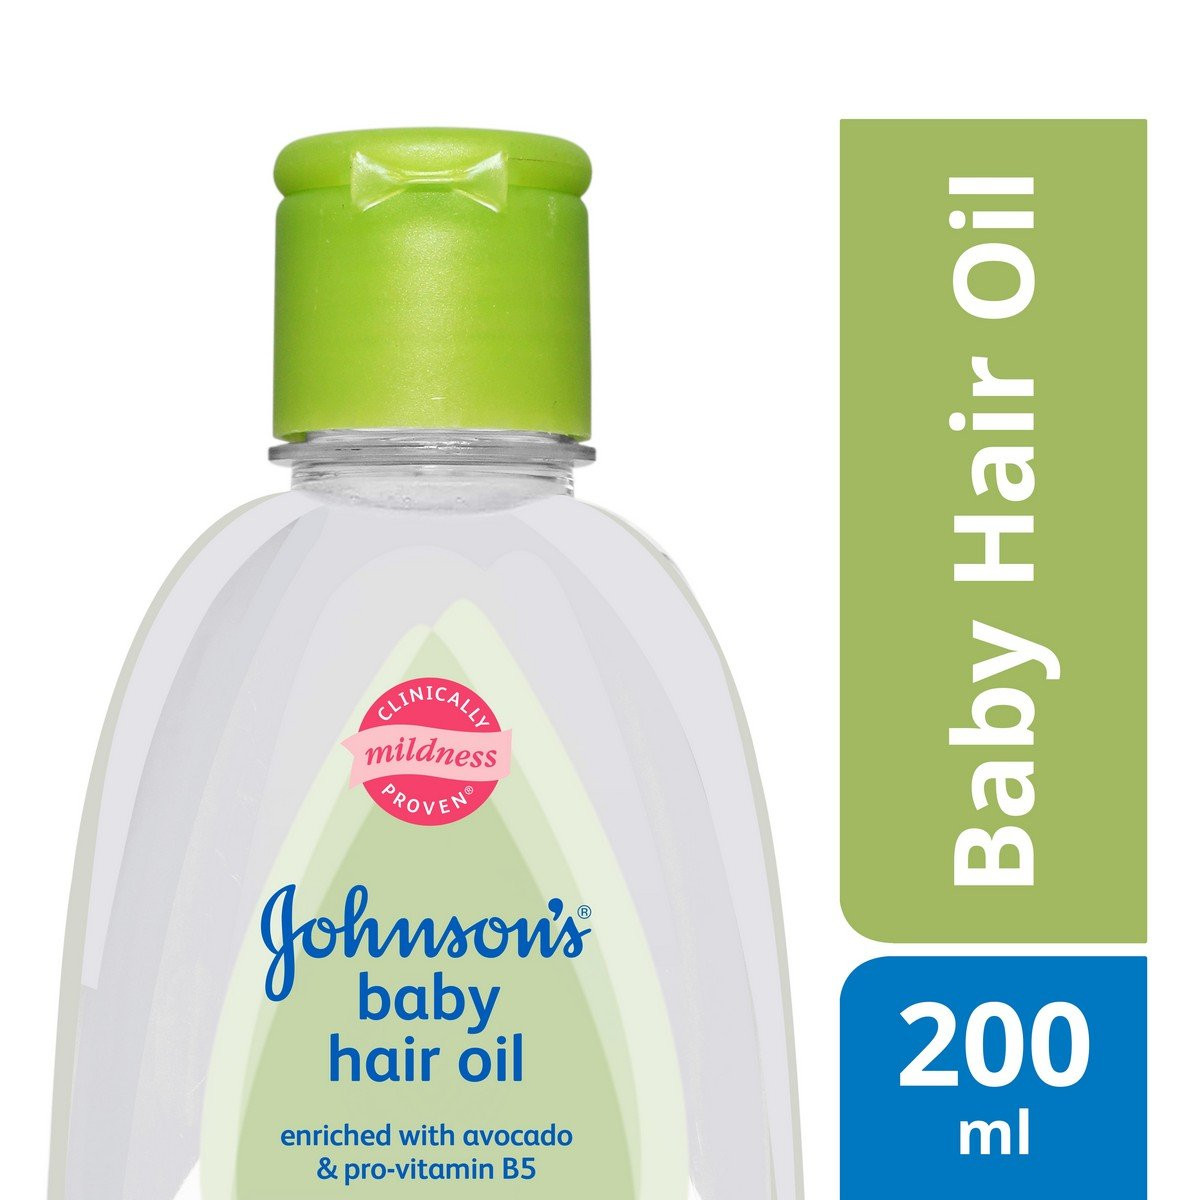 CLINICALLY
mildness
PROVEN®
Johnson's®
baby
hair oil
enriched with avocado
& pro-vitamin B5
Baby Hair Oil
200
ml